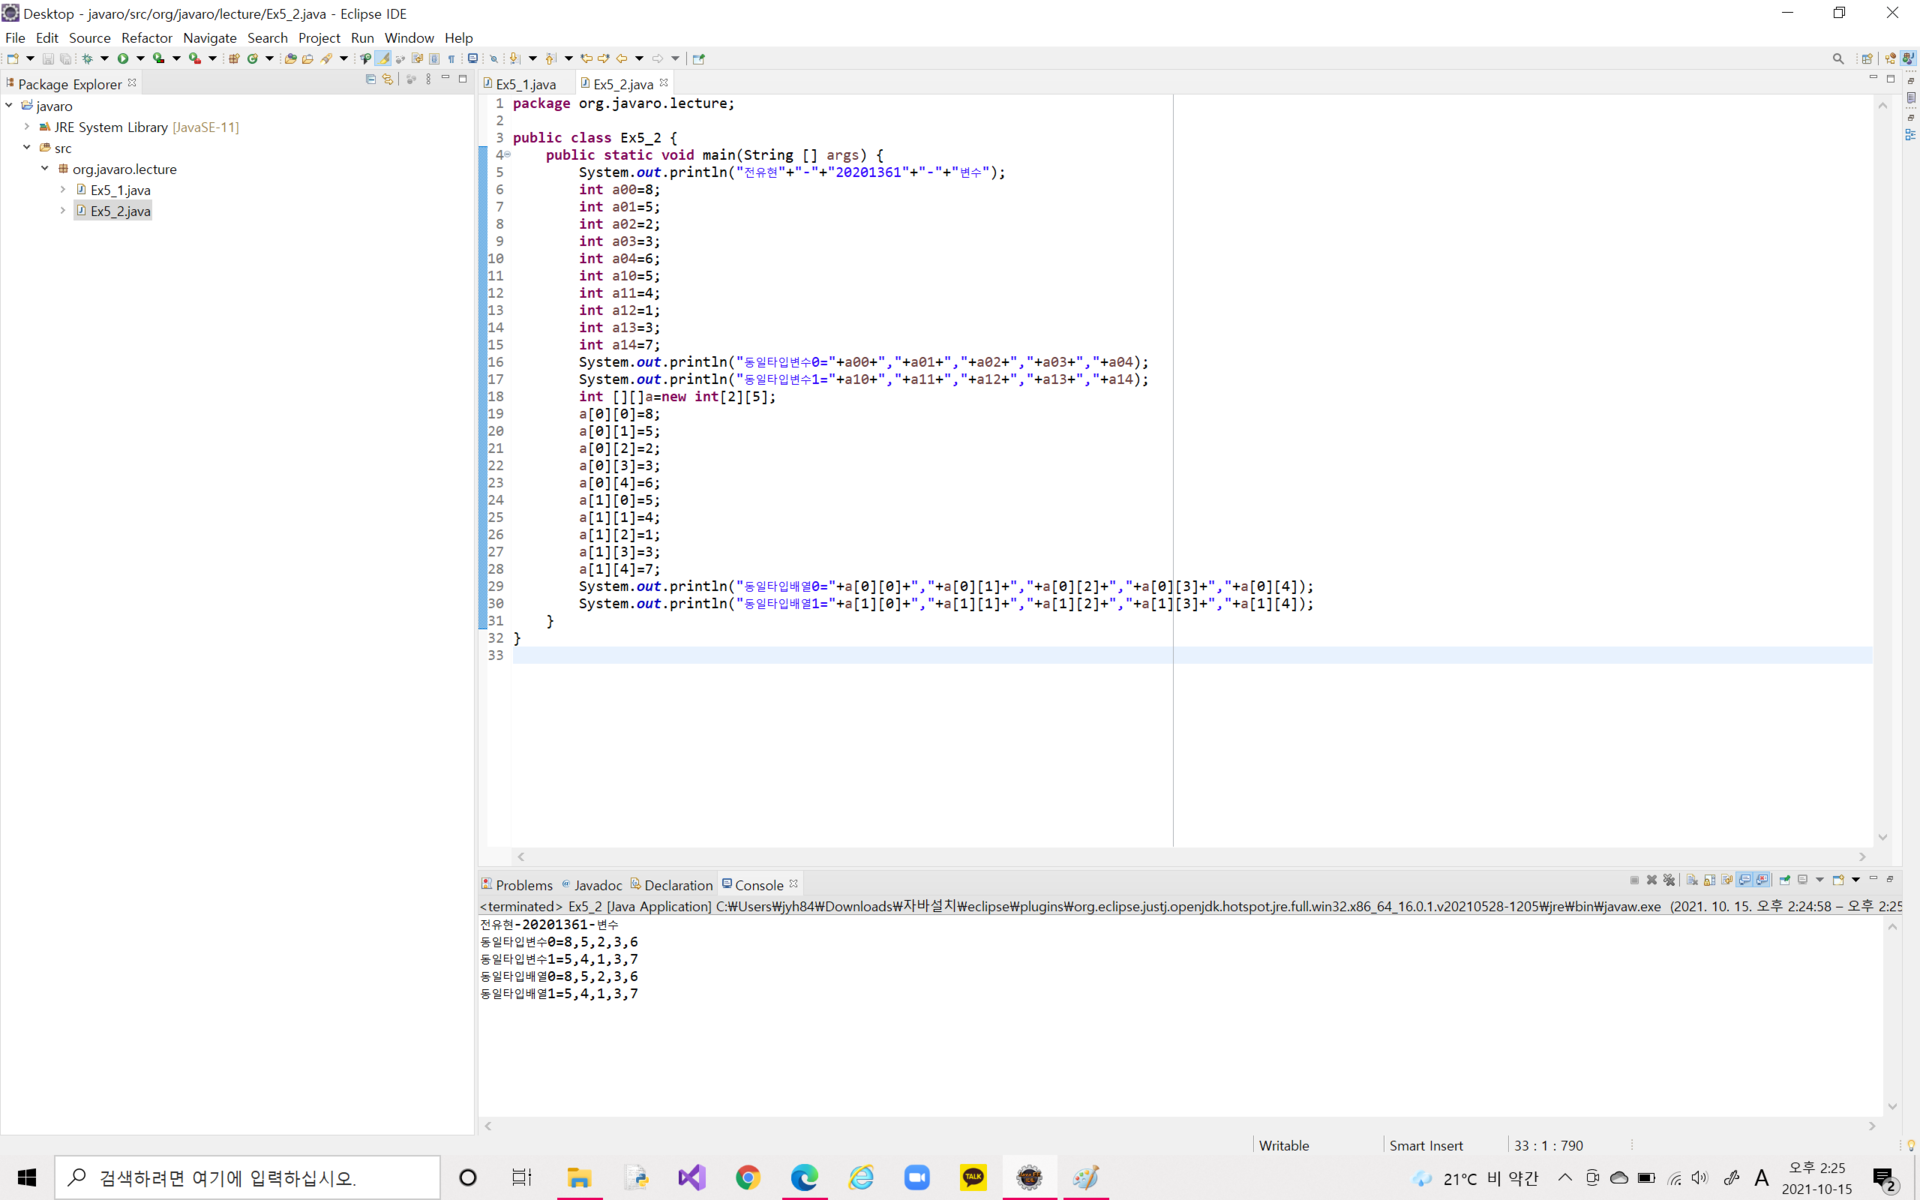 Desktop - javaro/src/org/javaro/lecture/Ex5_2.java - Eclipse IDE
File Edit Source Refactor Navigate Search Project Run Window Help
Package Explorer
javaro
JRE System Library [JavaSE-11]
src
org.javaro.lecture
Ex5_1.java
Ex5_2.java
Ex5_1.java Ex5_2.java
1 package org.javaro.lecture;
2
3 public class Ex5_2 {
4 public static void main(String [] args) {
5 System.out.println("전유현"+"-"+"20201361"+"-"+"변수");
6 int a00=8;
7 int a01=5;
8 int a02=2;
9 int a03=3;
10 int a04=6;
11 int a10=5;
12 int a11=4;
13 int a12=1;
14 int a13=3;
15 int a14=7;
16 System.out.println("동일타입변수0="+a00+","+a01+","+a02+","+a03+","+a04);
17 System.out.println("동일타입변수1="+a10+","+a11+","+a12+","+a13+","+a14);
18 int [][]a=new int[2][5];
19 a[0][0]=8;
20 a[0][1]=5;
21 a[0][2]=2;
22 a[0][3]=3;
23 a[0][4]=6;
24 a[1][0]=5;
25 a[1][1]=4;
26 a[1][2]=1;
27 a[1][3]=3;
28 a[1][4]=7;
29 System.out.println("동일타입배열0="+a[0][0]+","+a[0][1]+","+a[0][2]+","+a[0][3]+","+a[0][4]);
30 System.out.println("동일타입배열1="+a[1][0]+","+a[1][1]+","+a[1][2]+","+a[1][3]+","+a[1][4]);
31 }
32 }
33
Problems Javadoc Declaration Console
<terminated> Ex5_2 [Java Application] C:₩Users₩jyh84₩Downloads₩자바설치₩eclipse₩plugins₩org.eclipse.justj.openjdk.hotspot.jre.full.win32.x86_64_16.0.1.v20210528-1205₩jre₩bin₩javaw.exe (2021. 10. 15. 오후 2:24:58 – 오후 2:25
전유현-20201361-변수
동일타입변수0=8,5,2,3,6
동일타입변수1=5,4,1,3,7
동일타입배열0=8,5,2,3,6
동일타입배열1=5,4,1,3,7
Writable Smart Insert 33 : 1 : 790
검색하려면 여기에 입력하십시오.
TALK
21°C 비 약간
A
오후 2:25
2021-10-15
2